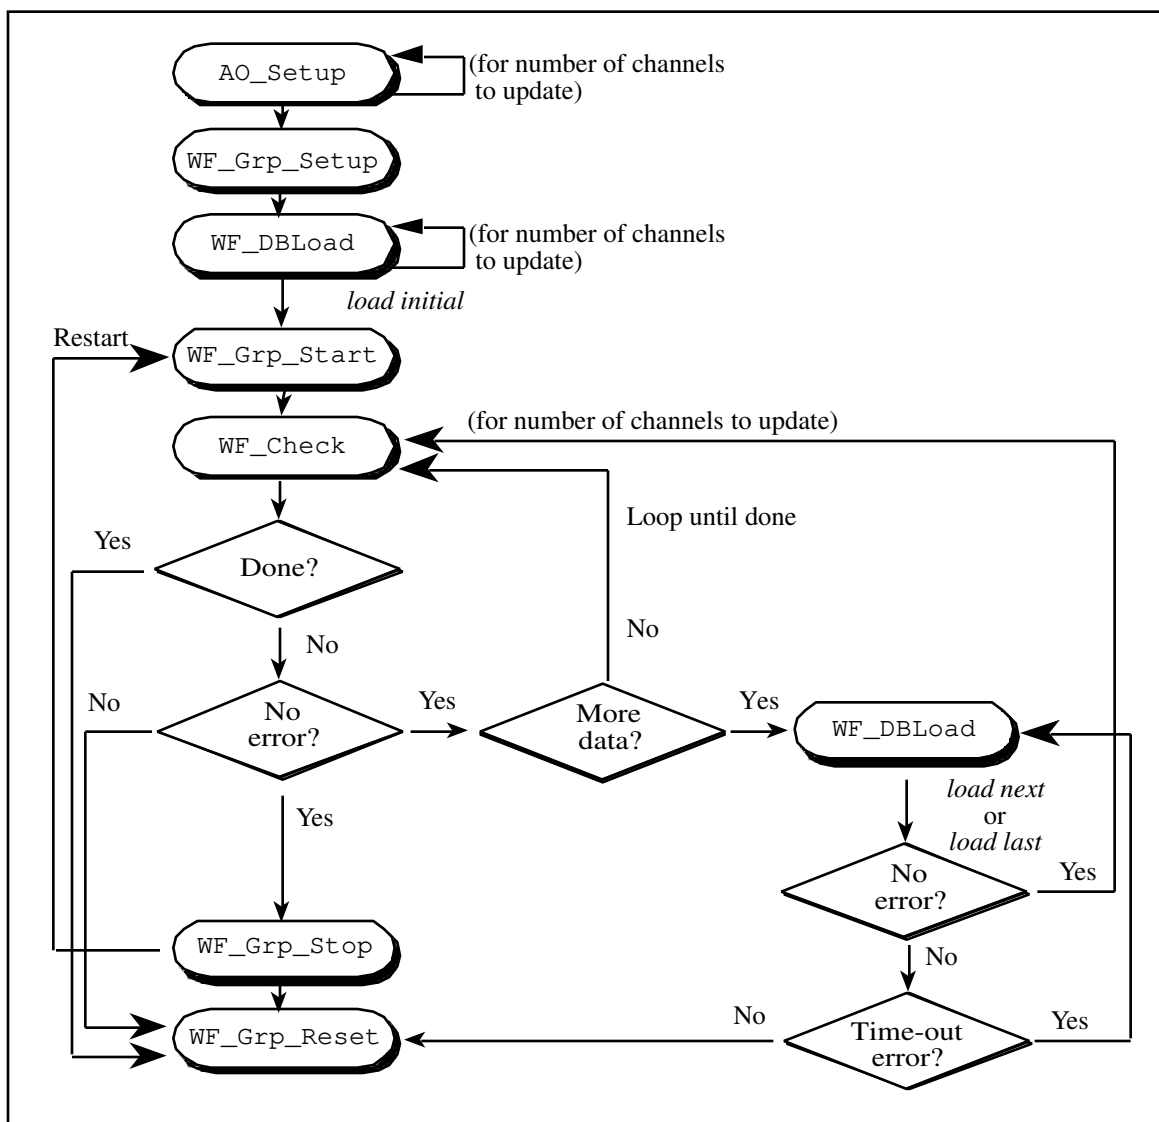 AO_Setup
(for number of channels
to update)
WF_Grp_Setup
WF_DBLoad
(for number of channels
to update)
load initial
Restart
WF_Grp_Start
(for number of channels to update)
WF_Check
Loop until done
Yes
Done?
No
No
No
No
error?
Yes
More
data?
Yes
WF_DBLoad
load next
or
load last
Yes
No
error?
Yes
WF_Grp_Stop
No
WF_Grp_Reset
No
Time-out
error?
Yes